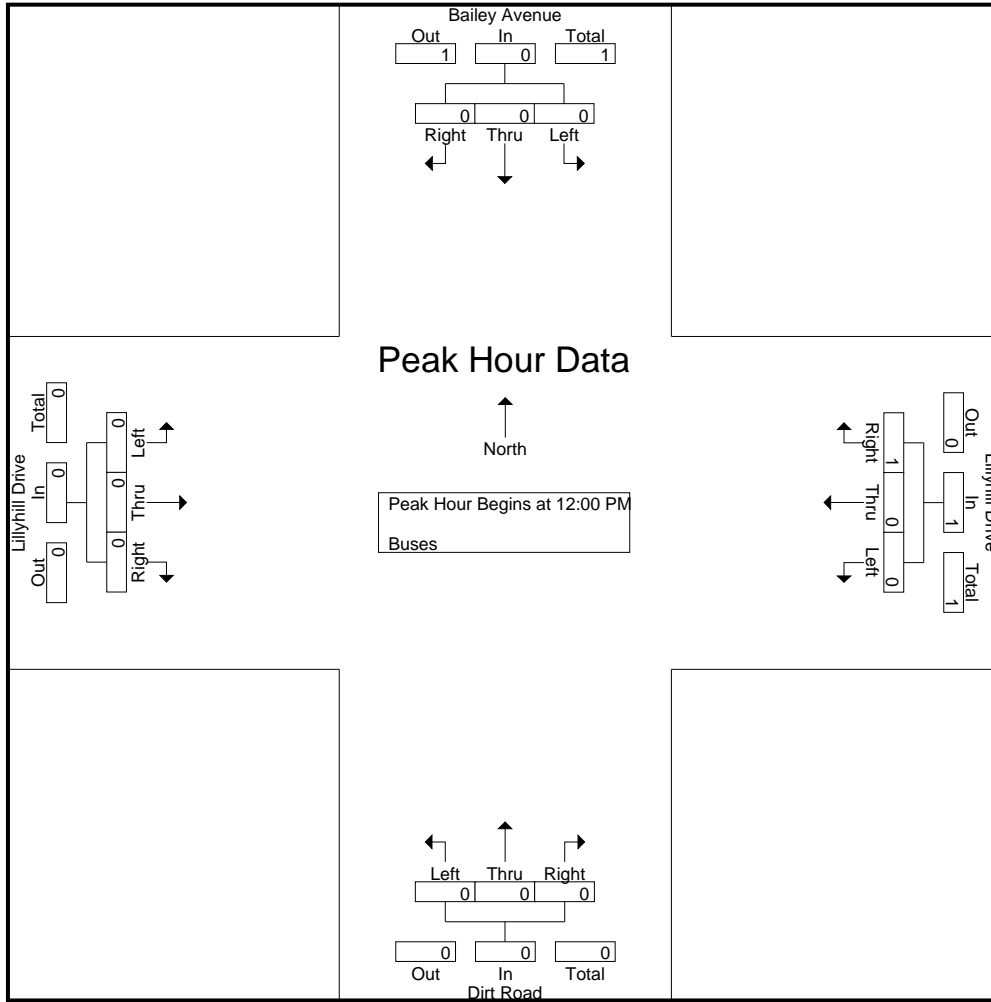 Bailey Avenue
Out In Total
1 0 1
0 0 0
Right Thru Left
Peak Hour Data
North
Peak Hour Begins at 12:00 PM
Buses
Lillyhill Drive
Total In Out
0 0 0
0 0 0
Left Thru Right
Lillyhill Drive
Out In Total
0 1 1
1 0 0
Right Thru Left
Left Thru Right
0 0 0
0 0 0
Out In Total
Dirt Road